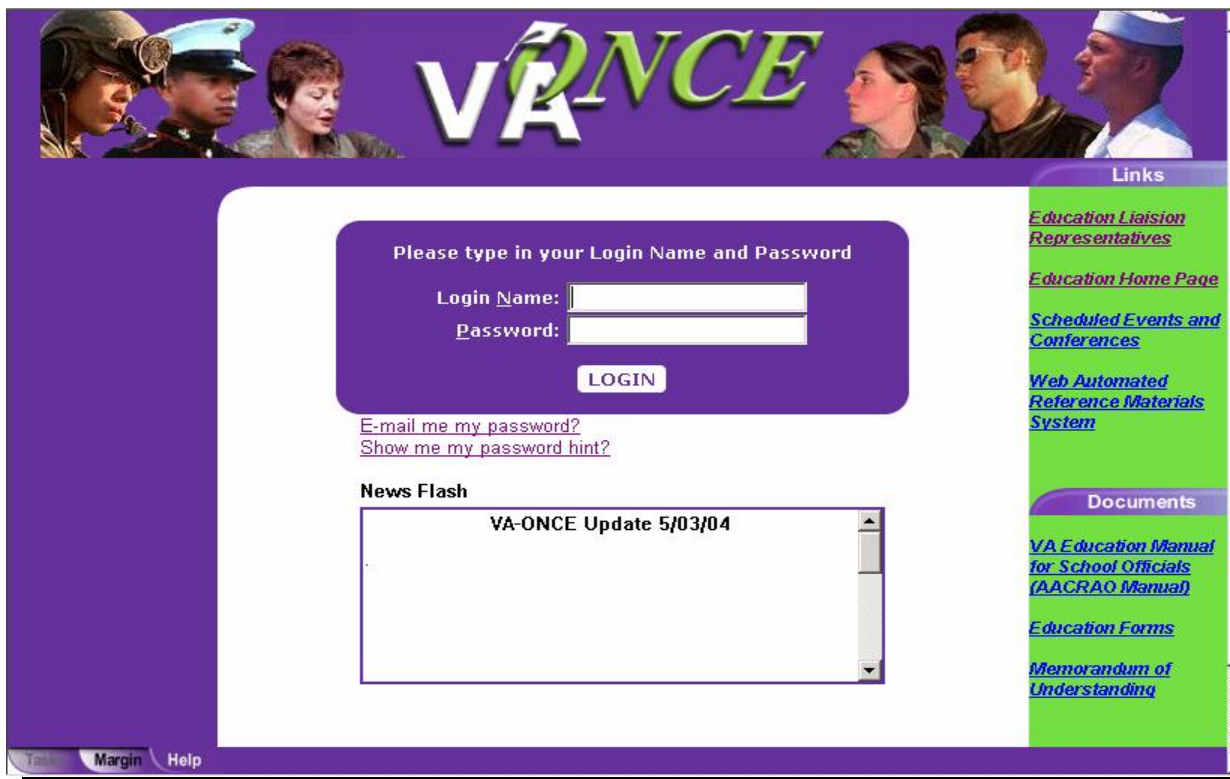 VA ONCE
Links
Education Liaision
Representatives
Education Home Page
Scheduled Events and
Conferences
Web Automated
Reference Materials
System
Please type in your Login Name and Password
Login Name:
Password:
LOGIN
E-mail me my password?
Show me my password hint?
News Flash
VA-ONCE Update 5/03/04
.
Documents
VA Education Manual
for School Officials
(AACRAO Manual)
Education Forms
Memorandum of
Understanding
Margin Help